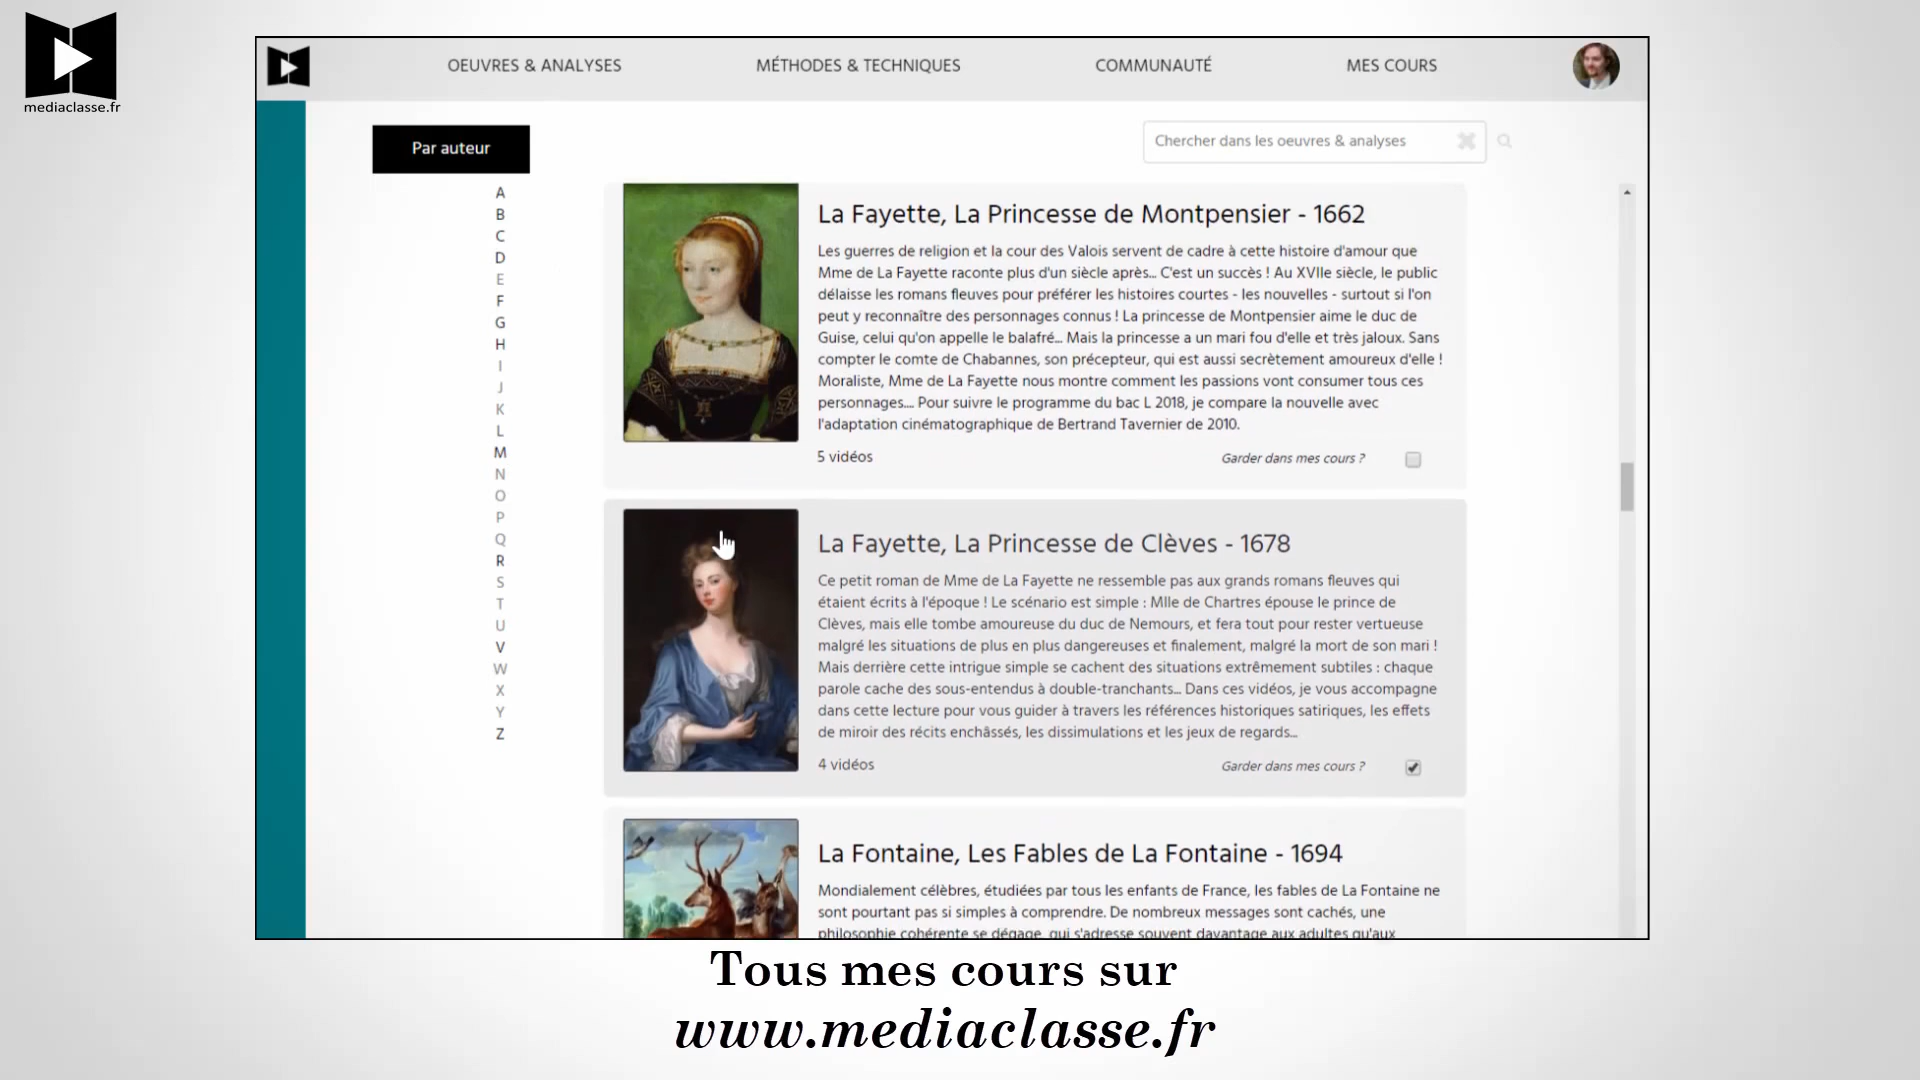 mediaclasse.fr
OEUVRES & ANALYSES
MÉTHODES & TECHNIQUES
COMMUNAUTÉ
MES COURS
Par auteur
Chercher dans les oeuvres & analyses
A
B
C
D
E
F
G
H
I
J
K
L
M
N
O
P
Q
R
S
T
U
V
W
X
Y
Z
La Fayette, La Princesse de Montpensier - 1662
Les guerres de religion et la cour des Valois servent de cadre à cette histoire d'amour que
Mme de La Fayette raconte plus d'un siècle après... C'est un succès ! Au XVIIe siècle, le public
délaisse les romans fleuves pour préférer les histoires courtes - les nouvelles - surtout si l'on
peut y reconnaître des personnages connus ! La princesse de Montpensier aime le duc de
Guise, celui qu'on appelle le balafré... Mais la princesse a un mari fou d'elle et très jaloux. Sans
compter le comte de Chabannes, son précepteur, qui est aussi secrètement amoureux d'elle !
Moraliste, Mme de La Fayette nous montre comment les passions vont consumer tous ces
personnages.... Pour suivre le programme du bac L 2018, je compare la nouvelle avec
l'adaptation cinématographique de Bertrand Tavernier de 2010.
5 vidéos
Garder dans mes cours ?
La Fayette, La Princesse de Clèves - 1678
Ce petit roman de Mme de La Fayette ne ressemble pas aux grands romans fleuves qui
étaient écrits à l'époque ! Le scénario est simple : Mlle de Chartres épouse le prince de
Clèves, mais elle tombe amoureuse du duc de Nemours, et fera tout pour rester vertueuse
malgré les situations de plus en plus dangereuses et finalement, malgré la mort de son mari !
Mais derrière cette intrigue simple se cachent des situations extrêmement subtiles : chaque
parole cache des sous-entendus à double-tranchants... Dans ces vidéos, je vous accompagne
dans cette lecture pour vous guider à travers les références historiques satiriques, les effets
de miroir des récits enchâssés, les dissimulations et les jeux de regards...
4 vidéos
Garder dans mes cours ?
La Fontaine, Les Fables de La Fontaine - 1694
Mondialement célèbres, étudiées par tous les enfants de France, les fables de La Fontaine ne
sont pourtant pas si simples à comprendre. De nombreux messages sont cachés, une
philosophie cohérente se dégage, qui s'adresse souvent davantage aux adultes qu'aux
Tous mes cours sur
www.mediaclasse.fr